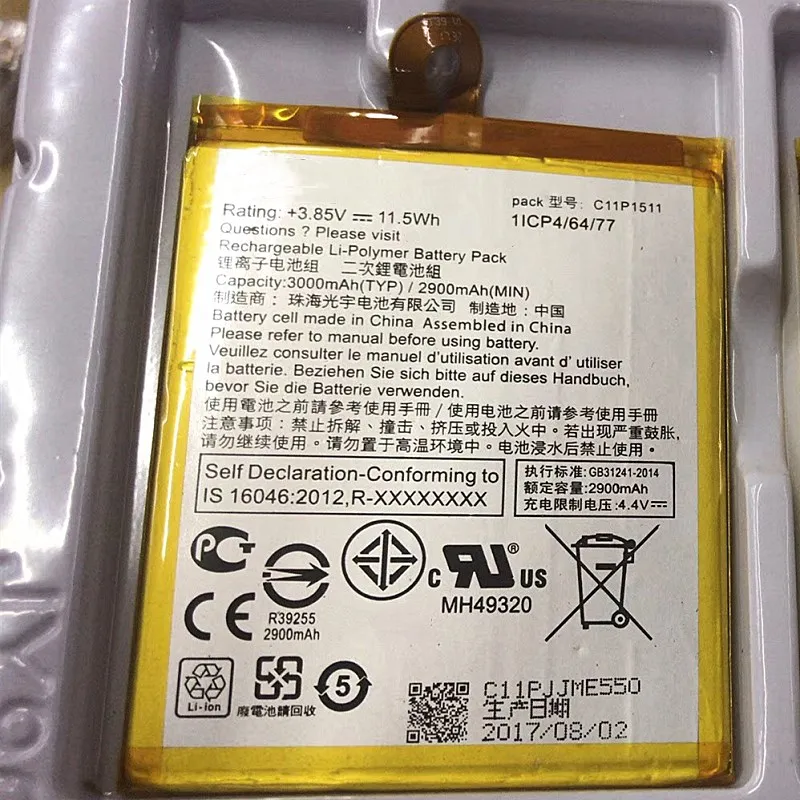 Rating: +3.85V ⎓ 11.5Wh
pack 型号: C11P1511
1ICP4/64/77
Questions ? Please visit
Rechargeable Li-Polymer Battery Pack
锂离子电池组 二次鋰電池組
Capacity:3000mAh(TYP) / 2900mAh(MIN)
制造商: 珠海光宇电池有限公司 制造地:中国
Battery cell made in China Assembled in China
Please refer to manual before using battery.
Veuillez consulter le manuel d'utilisation avant d' utiliser
la batterie. Beziehen Sie sich bitte auf dieses Handbuch,
bevor Sie die Batterie verwenden.
使用電池之前請參考使用手冊 / 使用电池之前请参考使用手冊
注意事项:禁止拆解、撞击、挤压或投入火中。若出现严重鼓胀,
请勿继续使用。请勿置于高温环境中。电池浸水后禁止使用。
Self Declaration-Conforming to
IS 16046:2012,R-XXXXXXXX
执行标准:GB31241-2014
额定容量:2900mAh
充电限制电压:4.4V⎓
c RU® US
MH49320
CE
R39255
2900mAh
Li-ion
廢電池請回收
5
C11PJJME550
生产日期
2017/08/02